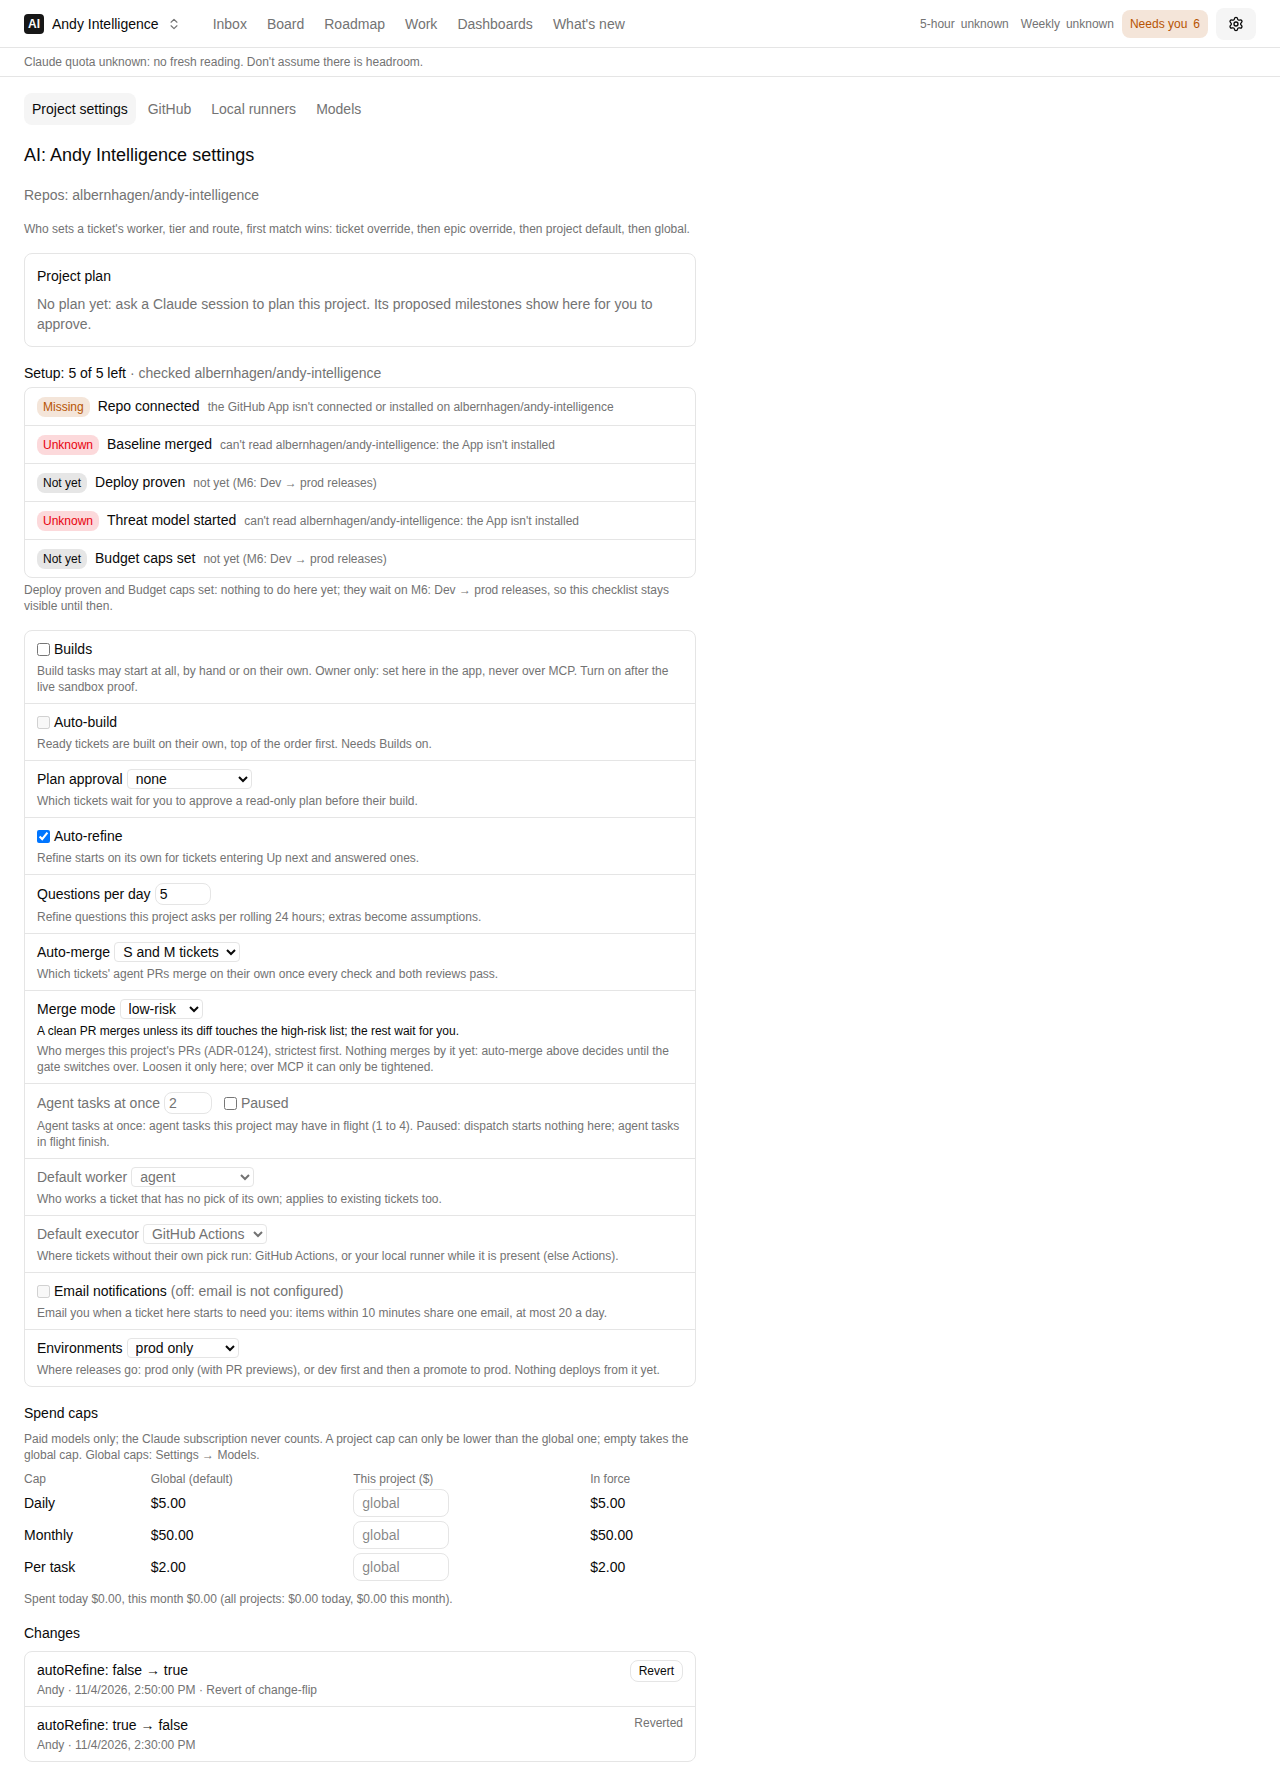 AI Andy Intelligence Inbox Board Roadmap Work Dashboards What's new 5-hour unknown Weekly unknown Needs you 6
Claude quota unknown: no fresh reading. Don't assume there is headroom.
Project settings GitHub Local runners Models
AI: Andy Intelligence settings
Repos: albernhagen/andy-intelligence
Who sets a ticket's worker, tier and route, first match wins: ticket override, then epic override, then project default, then global.
Project plan
No plan yet: ask a Claude session to plan this project. Its proposed milestones show here for you to
approve.
Setup: 5 of 5 left · checked albernhagen/andy-intelligence
Missing Repo connected the GitHub App isn't connected or installed on albernhagen/andy-intelligence
Unknown Baseline merged can't read albernhagen/andy-intelligence: the App isn't installed
Not yet Deploy proven not yet (M6: Dev → prod releases)
Unknown Threat model started can't read albernhagen/andy-intelligence: the App isn't installed
Not yet Budget caps set not yet (M6: Dev → prod releases)
Deploy proven and Budget caps set: nothing to do here yet; they wait on M6: Dev → prod releases, so this checklist stays
visible until then.
Builds
Build tasks may start at all, by hand or on their own. Owner only: set here in the app, never over MCP. Turn on after the
live sandbox proof.
Auto-build
Ready tickets are built on their own, top of the order first. Needs Builds on.
Plan approval none
Which tickets wait for you to approve a read-only plan before their build.
Auto-refine
Refine starts on its own for tickets entering Up next and answered ones.
Questions per day 5
Refine questions this project asks per rolling 24 hours; extras become assumptions.
Auto-merge S and M tickets
Which tickets' agent PRs merge on their own once every check and both reviews pass.
Merge mode low-risk
A clean PR merges unless its diff touches the high-risk list; the rest wait for you.
Who merges this project's PRs (ADR-0124), strictest first. Nothing merges by it yet: auto-merge above decides until the
gate switches over. Loosen it only here; over MCP it can only be tightened.
Agent tasks at once 2 Paused
Agent tasks at once: agent tasks this project may have in flight (1 to 4). Paused: dispatch starts nothing here; agent tasks
in flight finish.
Default worker agent
Who works a ticket that has no pick of its own; applies to existing tickets too.
Default executor GitHub Actions
Where tickets without their own pick run: GitHub Actions, or your local runner while it is present (else Actions).
Email notifications (off: email is not configured)
Email you when a ticket here starts to need you: items within 10 minutes share one email, at most 20 a day.
Environments prod only
Where releases go: prod only (with PR previews), or dev first and then a promote to prod. Nothing deploys from it yet.
Spend caps
Paid models only; the Claude subscription never counts. A project cap can only be lower than the global one; empty takes the
global cap. Global caps: Settings → Models.
Cap Global (default) This project ($) In force
Daily $5.00 global $5.00
Monthly $50.00 global $50.00
Per task $2.00 global $2.00
Spent today $0.00, this month $0.00 (all projects: $0.00 today, $0.00 this month).
Changes
autoRefine: false → true Revert
Andy · 11/4/2026, 2:50:00 PM · Revert of change-flip
autoRefine: true → false Reverted
Andy · 11/4/2026, 2:30:00 PM